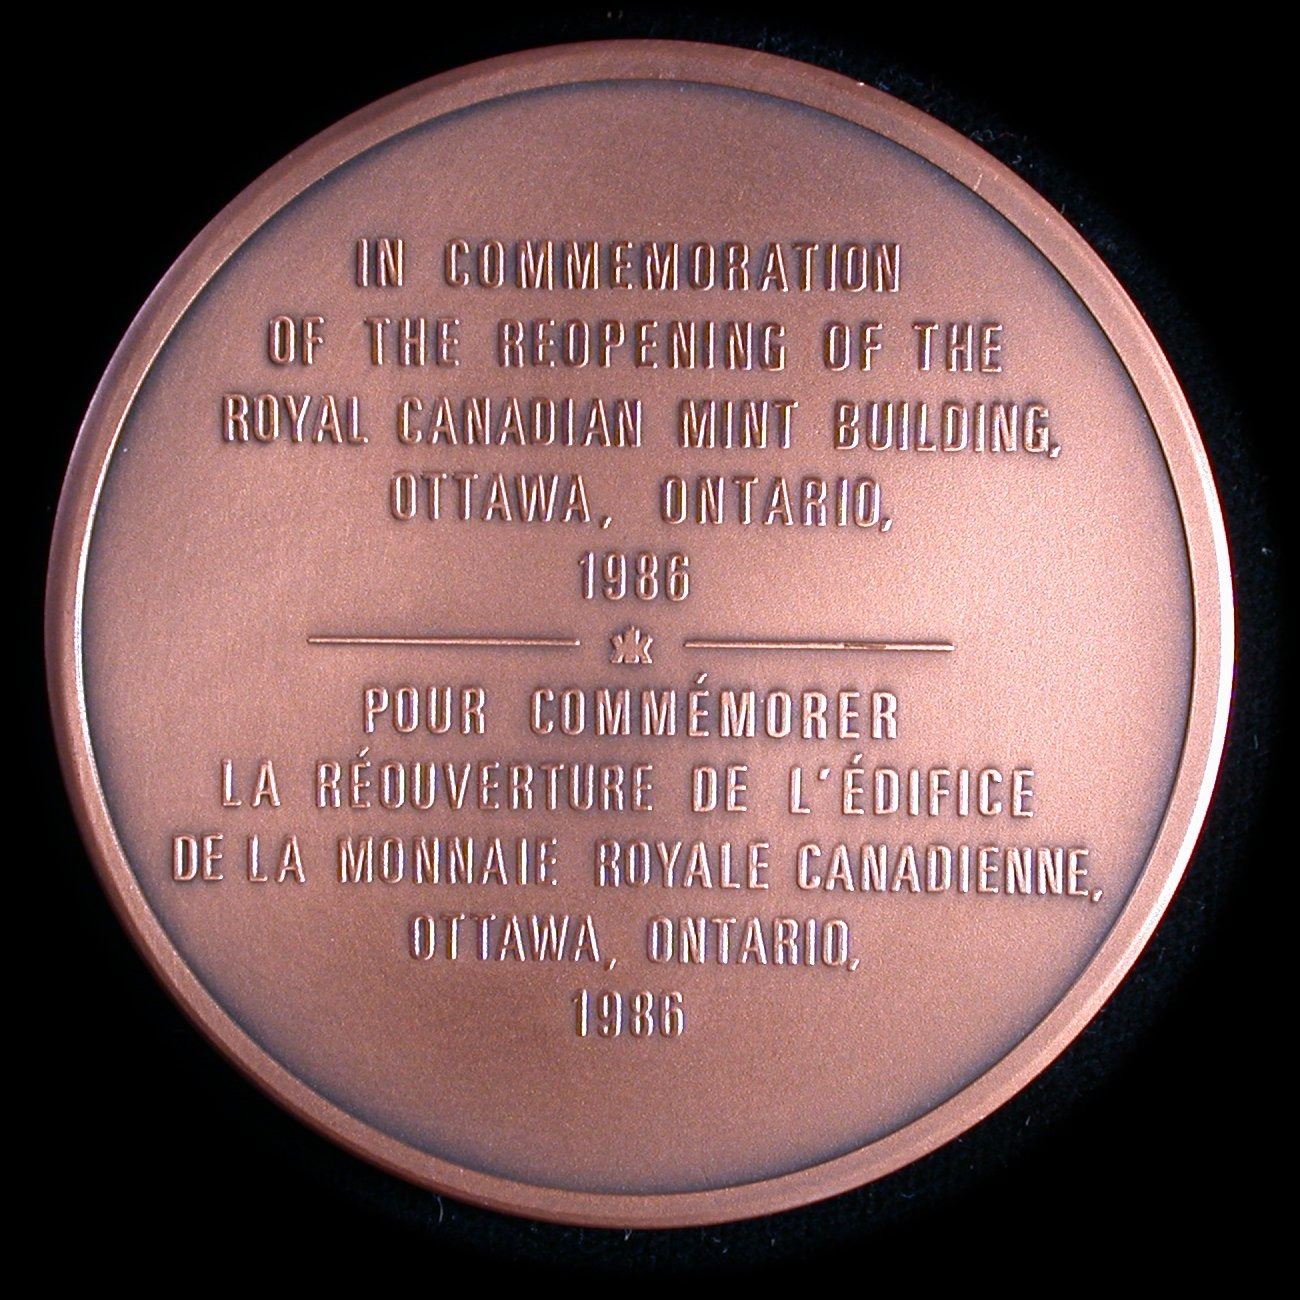 IN COMMEMORATION
OF THE REOPENING OF THE
ROYAL CANADIAN MINT BUILDING,
OTTAWA, ONTARIO,
1986
POUR COMMÉMORER
LA RÉOUVERTURE DE L'ÉDIFICE
DE LA MONNAIE ROYALE CANADIENNE,
OTTAWA, ONTARIO,
1986